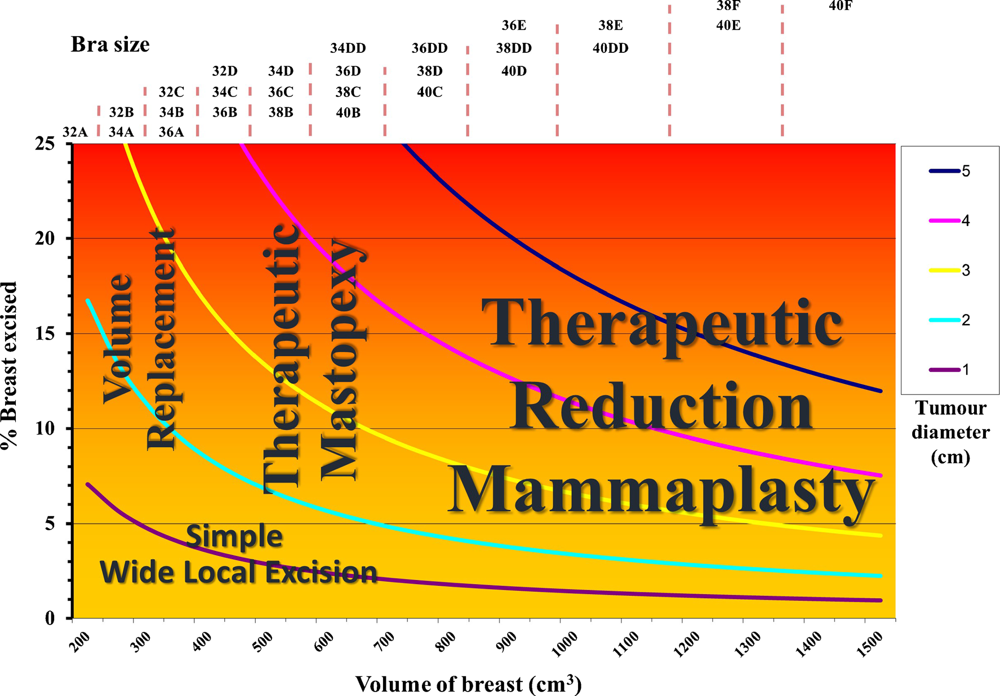 38F 40F
36E 38E 40E
Bra size
34DD 36DD 38DD 40DD
32D 34D 36D 38D 40D
32C 34C 36C 38C 40C
32B 34B 36B 38B 40B
32A 34A 36A
25
20
15
10
5
0
% Breast excised
Volume
Replacement
Therapeutic
Mastopexy
Therapeutic
Reduction
Mammaplasty
Simple
Wide Local Excision
5
4
3
2
1
Tumour
diameter
(cm)
200 300 400 500 600 700 800 900 1000 1100 1200 1300 1400 1500
Volume of breast (cm³)